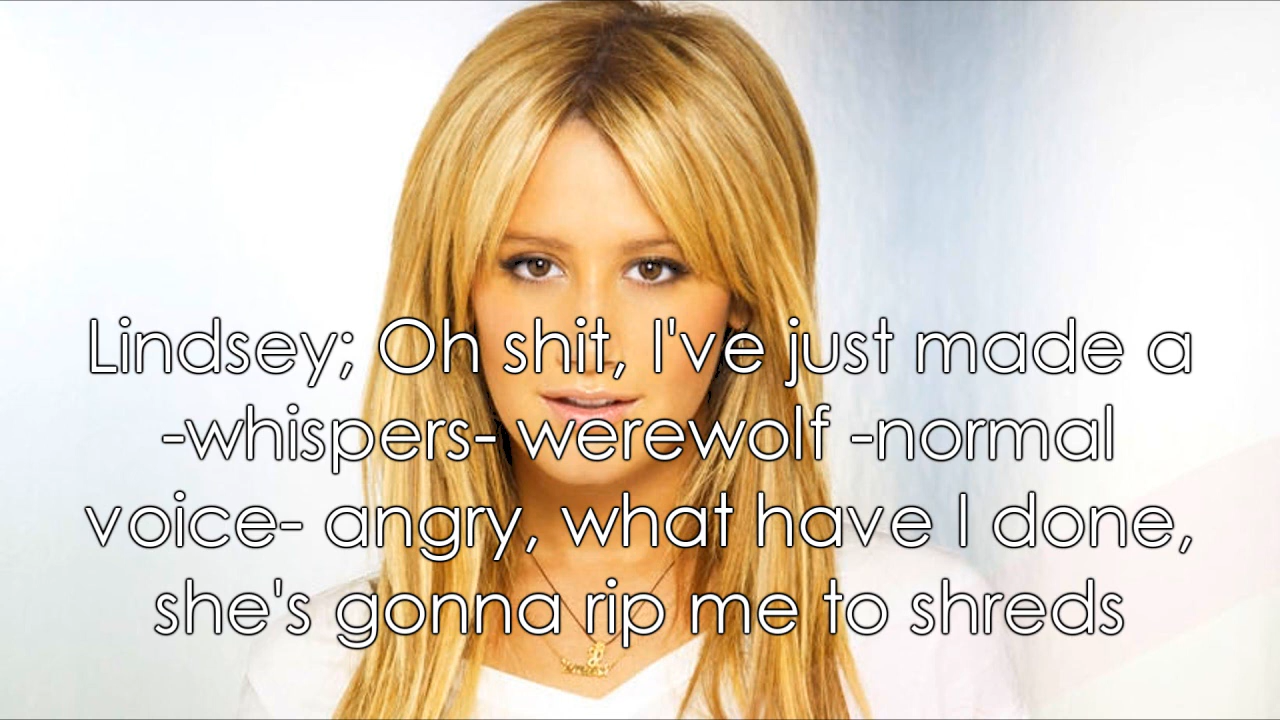 Lindsey; Oh shit, I've just made a
-whispers- werewolf -normal
voice- angry, what have I done,
she's gonna rip me to shreds